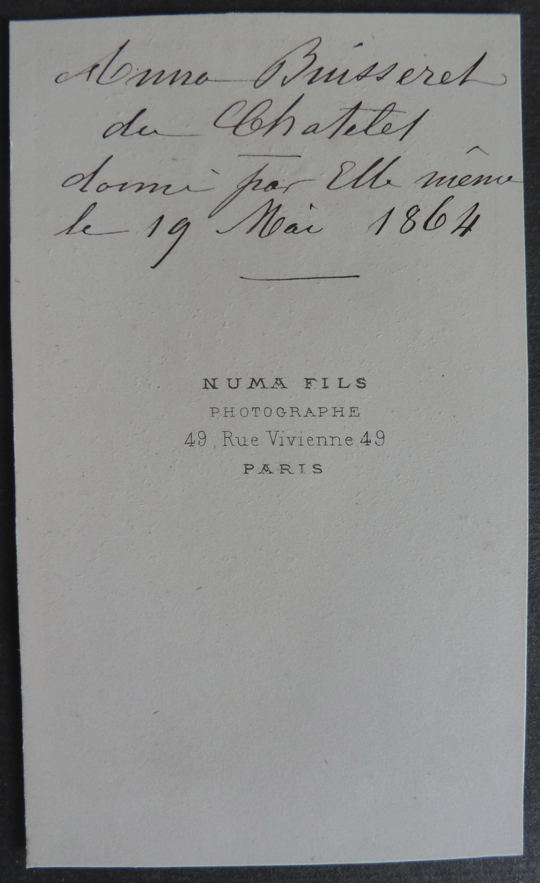 Anna Buisseret
du Chatelet
donné par Elle même
le 19 Mai 1864
NUMA FILS
PHOTOGRAPHE
49, Rue Vivienne 49
PARIS